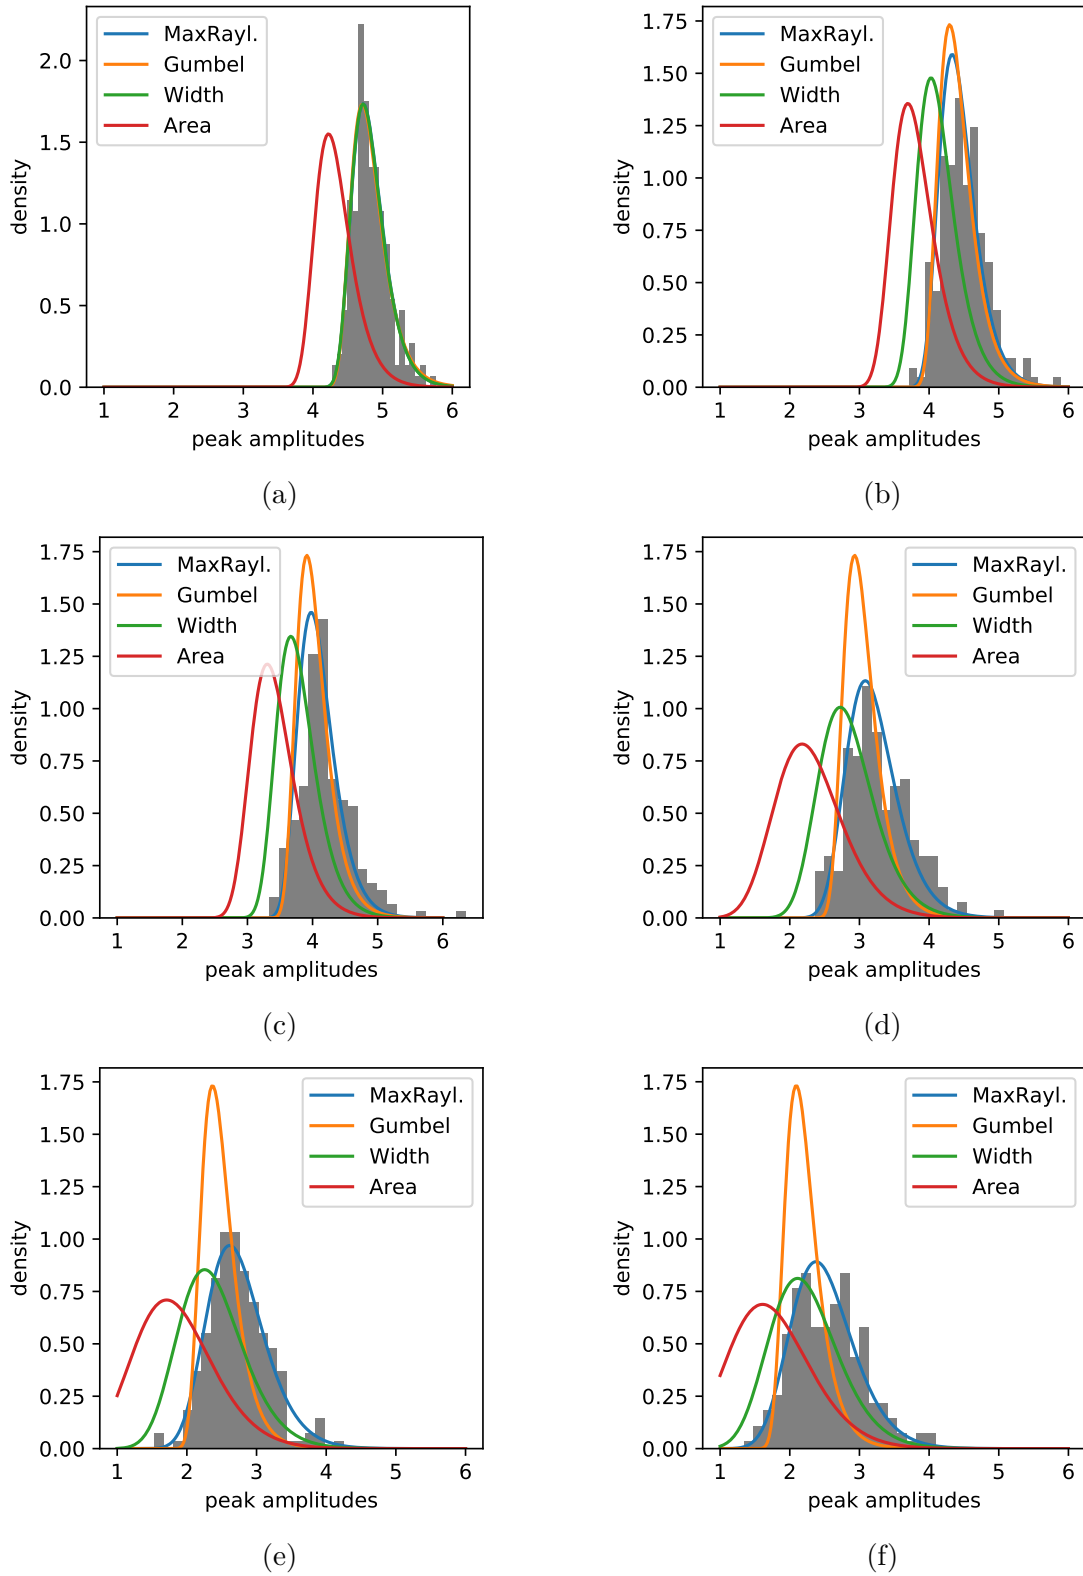 MaxRayl.
Gumbel
Width
Area
density
2.0
1.5
1.0
0.5
0.0
1 2 3 4 5 6
peak amplitudes
(a)
MaxRayl.
Gumbel
Width
Area
density
1.75
1.50
1.25
1.00
0.75
0.50
0.25
0.00
1 2 3 4 5 6
peak amplitudes
(b)
MaxRayl.
Gumbel
Width
Area
density
1.75
1.50
1.25
1.00
0.75
0.50
0.25
0.00
1 2 3 4 5 6
peak amplitudes
(c)
MaxRayl.
Gumbel
Width
Area
density
1.75
1.50
1.25
1.00
0.75
0.50
0.25
0.00
1 2 3 4 5 6
peak amplitudes
(d)
MaxRayl.
Gumbel
Width
Area
density
1.75
1.50
1.25
1.00
0.75
0.50
0.25
0.00
1 2 3 4 5 6
peak amplitudes
(e)
MaxRayl.
Gumbel
Width
Area
density
1.75
1.50
1.25
1.00
0.75
0.50
0.25
0.00
1 2 3 4 5 6
peak amplitudes
(f)